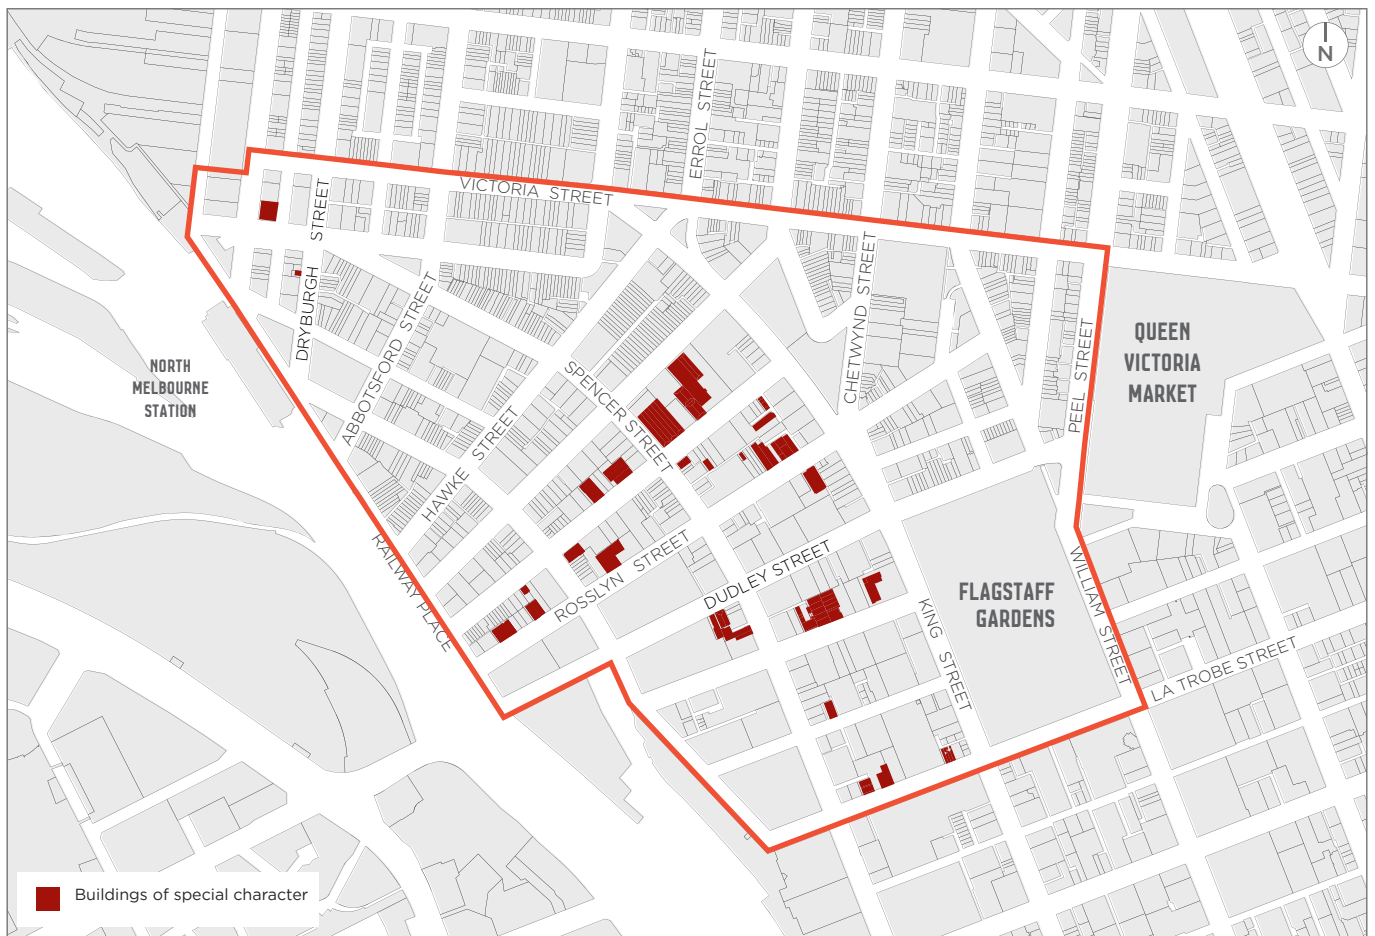 N
ERROL STREET
VICTORIA STREET
DRYBURGH STREET
ABBOTSFORD STREET
CHETWYND STREET
PEEL STREET
QUEEN
VICTORIA
MARKET
NORTH
MELBOURNE
STATION
SPENCER STREET
HAWKE STREET
RAILWAY PLACE
ROSSLYN STREET
DUDLEY STREET
KING STREET
FLAGSTAFF
GARDENS
WILLIAM STREET
LA TROBE STREET
Buildings of special character